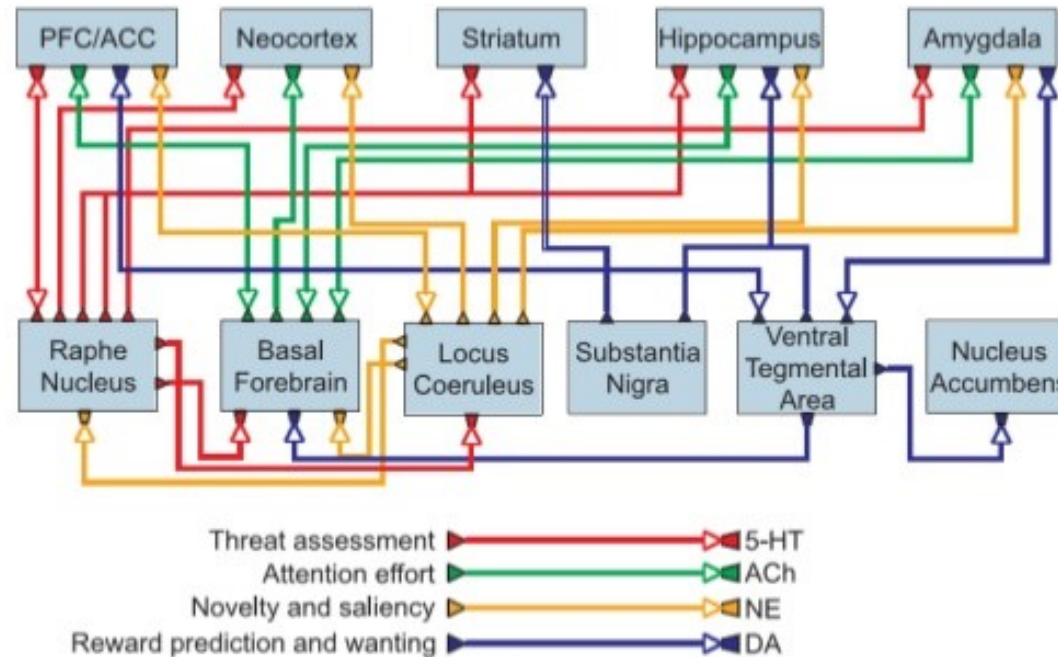 PFC/ACC
Neocortex
Striatum
Hippocampus
Amygdala
Raphe
Nucleus
Basal
Forebrain
Locus
Coeruleus
Substantia
Nigra
Ventral
Tegmental
Area
Nucleus
Accumbens
Threat assessment 5-HT
Attention effort ACh
Novelty and saliency NE
Reward prediction and wanting DA